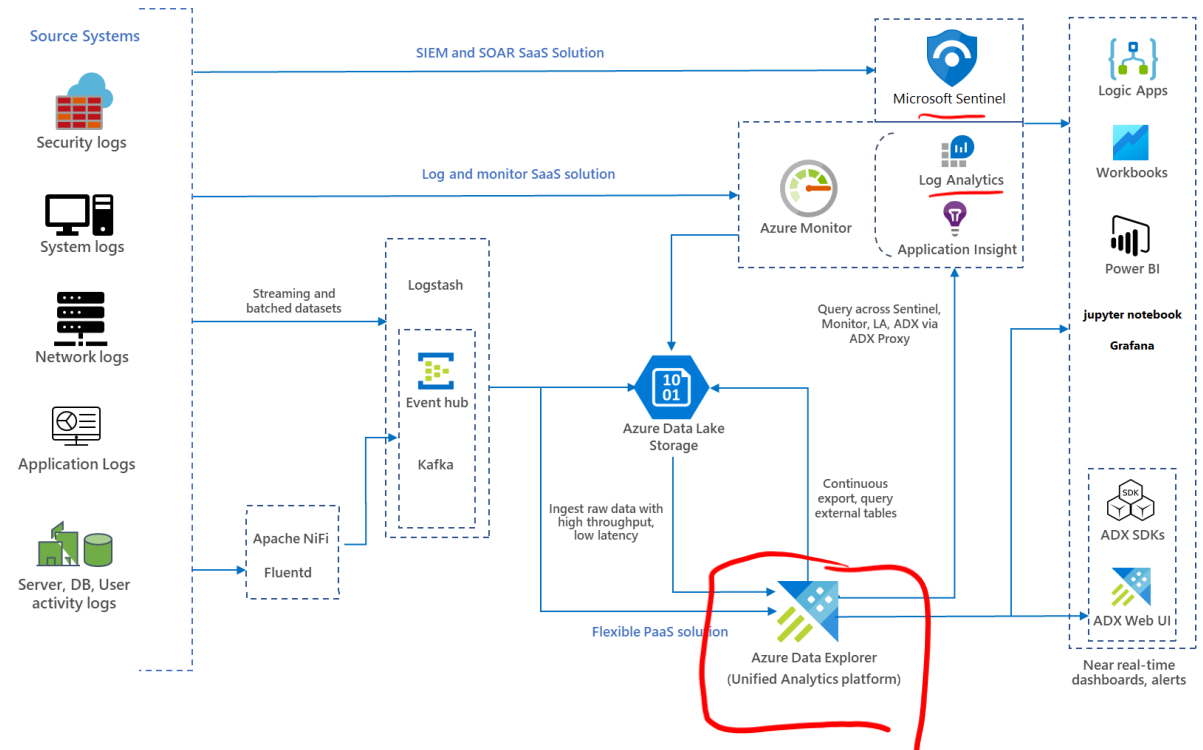 Source Systems
Security logs
System logs
Network logs
Application Logs
Server, DB, User
activity logs
SIEM and SOAR SaaS Solution
Log and monitor SaaS solution
Streaming and
batched datasets
Apache NiFi
Fluentd
Logstash
Event hub
Kafka
Microsoft Sentinel
Azure Monitor
Log Analytics
Application Insight
Query across Sentinel,
Monitor, LA, ADX via
ADX Proxy
10
01
Azure Data Lake
Storage
Ingest raw data with
high throughput,
low latency
Continuous
export, query
external tables
Flexible PaaS solution
Azure Data Explorer
(Unified Analytics platform)
Logic Apps
Workbooks
Power BI
jupyter notebook
Grafana
SDK
ADX SDKs
ADX Web UI
Near real-time
dashboards, alerts